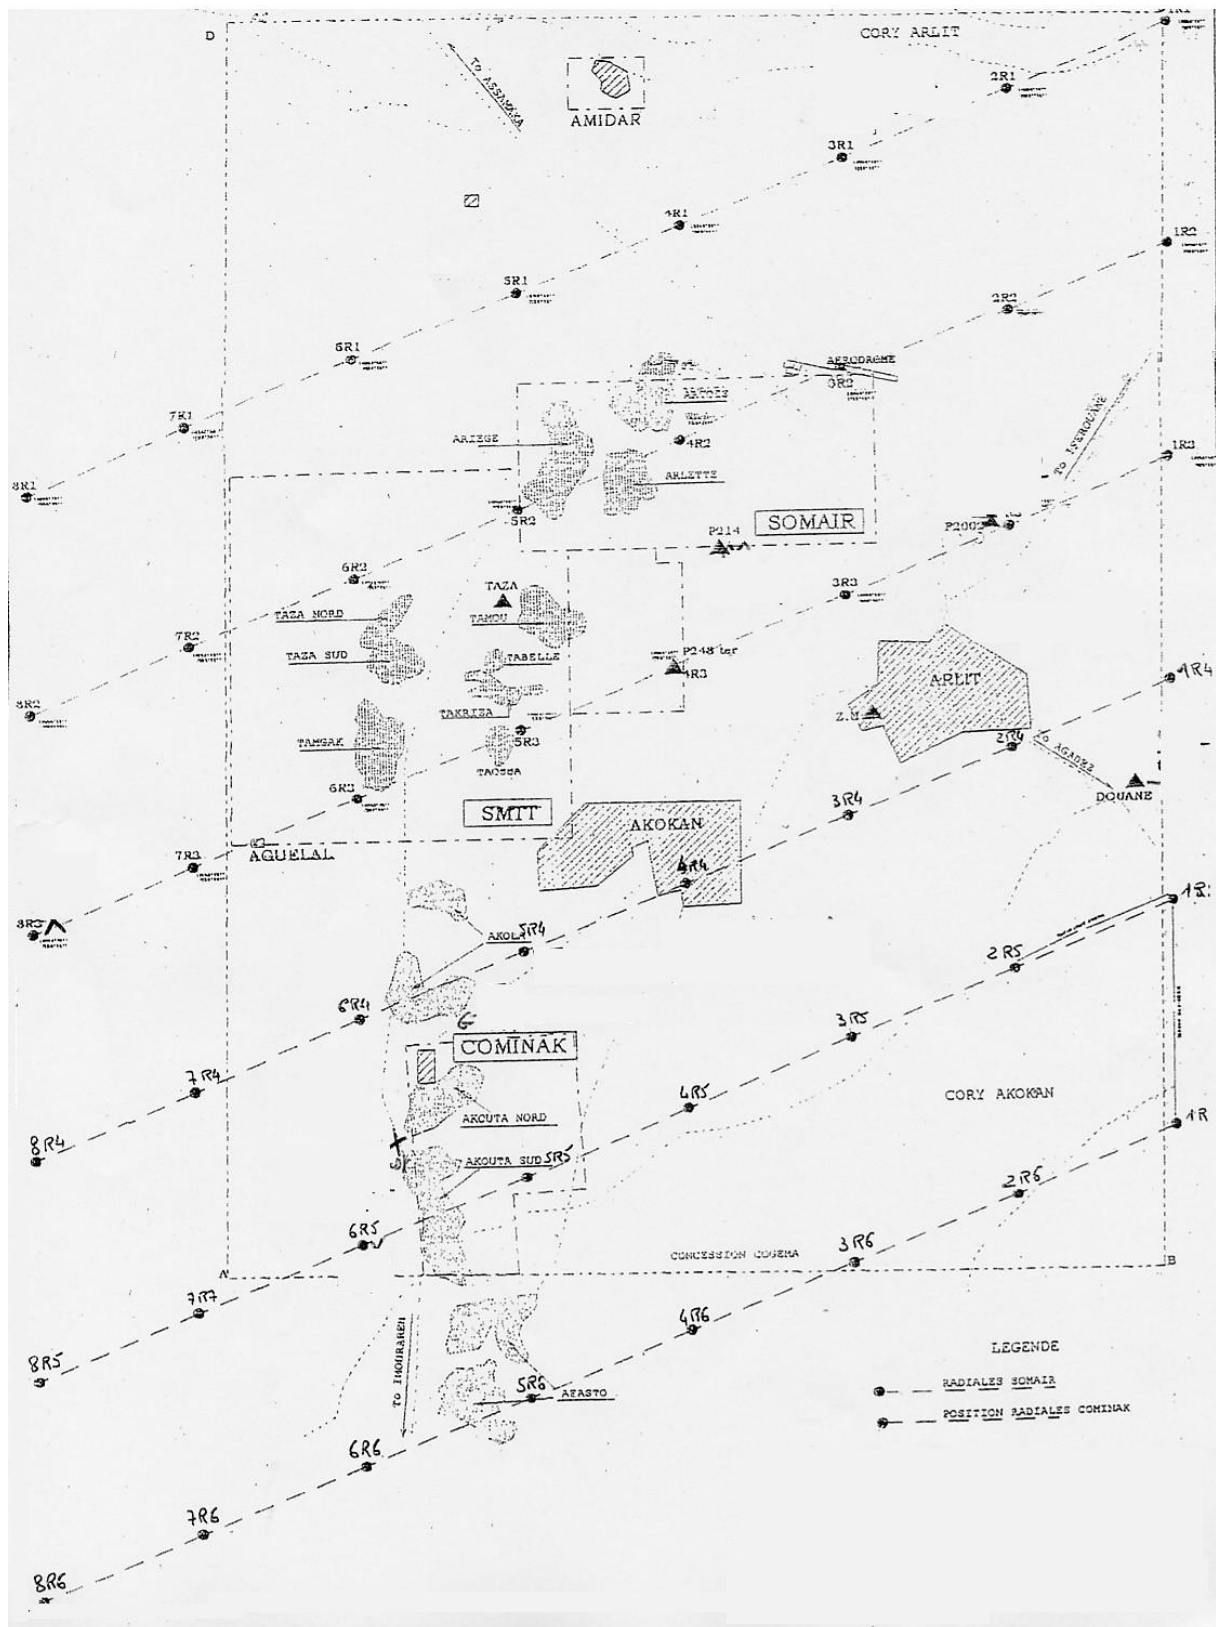 D
CORY ARLIT
1R1
To ASSAMAKA
2R1
AMIDAR
3R1
4R1
1R2
5R1
2R2
6R1
AERODROME
3R2
ARTOIS
7R1
To IFEROUANE
ARIEGE
4R2
1R3
ARLETTE
8R1
5R2
SOMAIR
P2002
P214
6R2
TAZA
3R3
TAZA NORD
TAMOU
7R2
TAZA SUD
TABELLE
P248 ter
4R3
ARLIT
1R4
8R2
TAKRIZA
Z.I
TAMGAK
5R3
2R4
To AGADEZ
TAOSSA
6R3
DOUANE
SMTT
3R4
AKOKAN
7R3
AGUELAL
4R4
8R3
AKOLA
5R4
2R5
6R4
G
3R5
COMINAK
7R4
4R5
CORY AKOKAN
AKOUTA NORD
1R
8R4
AKOUTA SUD
5R5
2R6
6R5
CONCESSION COGEMA
3R6
A
B
7R7
4R6
To IMOURAREN
LEGENDE
8R5
5R6
AFASTO
RADIALES SOMAIR
POSITION RADIALES COMINAK
6R6
7R6
8R6